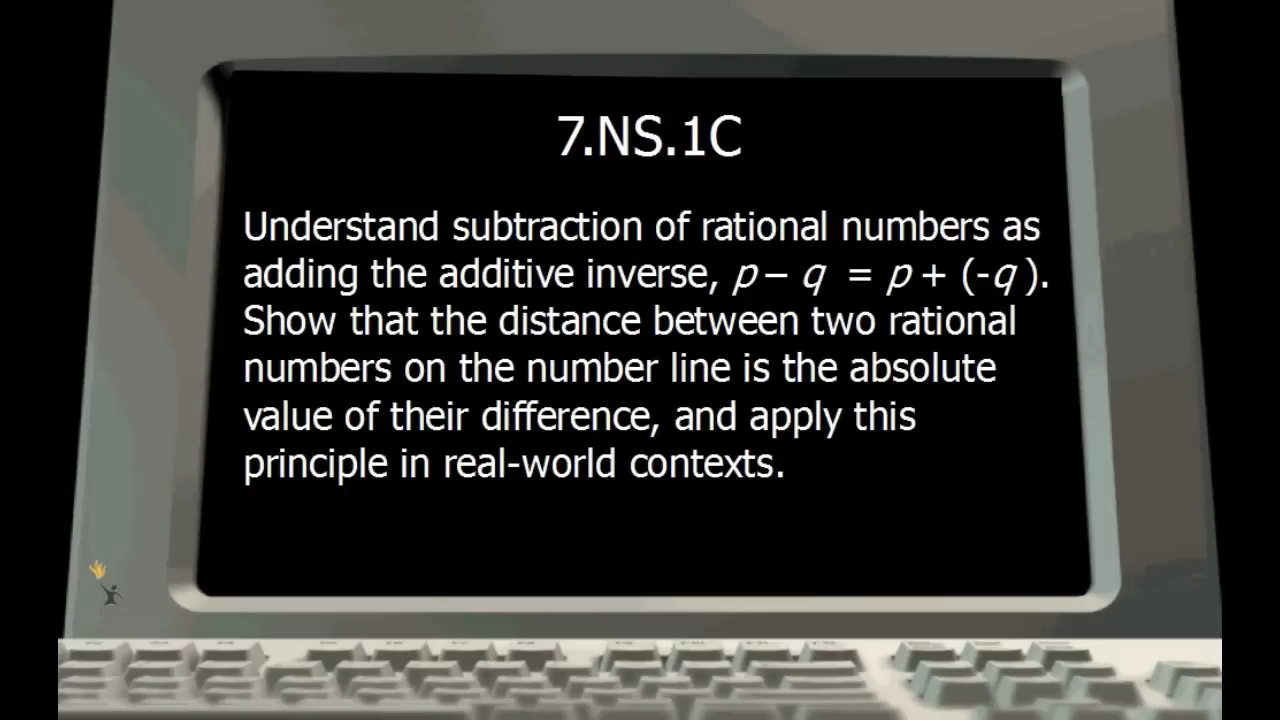 7.NS.1C
Understand subtraction of rational numbers as
adding the additive inverse, p – q = p + (-q ).
Show that the distance between two rational
numbers on the number line is the absolute
value of their difference, and apply this
principle in real-world contexts.